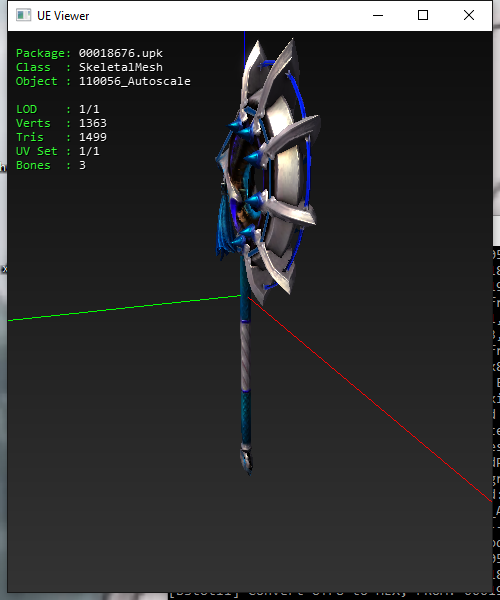 UE Viewer
Package: 00018676.upk
Class : SkeletalMesh
Object : 110056_Autoscale
LOD : 1/1
Verts : 1363
Tris : 1499
UV Set : 1/1
Bones : 3